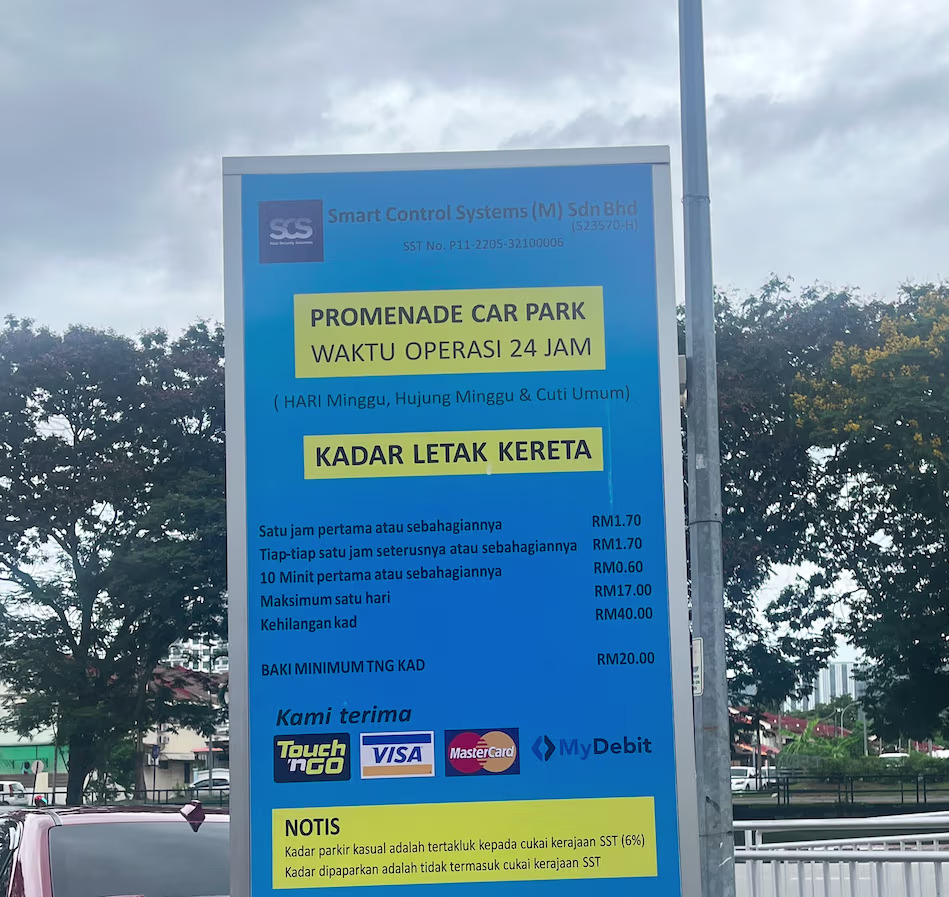 SCS
Smart Control Systems (M) Sdn Bhd
(523570-H)
SST No. P11-2205-32100006
PROMENADE CAR PARK
WAKTU OPERASI 24 JAM
( HARI Minggu, Hujung Minggu & Cuti Umum)
KADAR LETAK KERETA
Satu jam pertama atau sebahagiannya RM1.70
Tiap-tiap satu jam seterusnya atau sebahagiannya RM1.70
10 Minit pertama atau sebahagiannya RM0.60
Maksimum satu hari RM17.00
Kehilangan kad RM40.00
BAKI MINIMUM TNG KAD RM20.00
Kami terima
Touch 'nGO VISA MasterCard MyDebit
NOTIS
Kadar parkir kasual adalah tertakluk kepada cukai kerajaan SST (6%)
Kadar dipaparkan adalah tidak termasuk cukai kerajaan SST